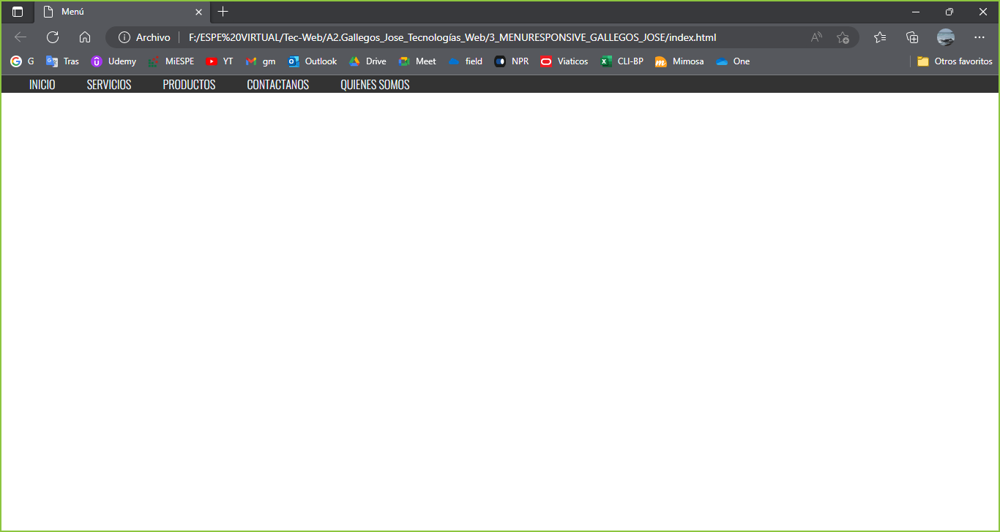 Menú
Archivo F:/ESPE%20VIRTUAL/Tec-Web/A2.Gallegos_Jose_Tecnologías_Web/3_MENURESPONSIVE_GALLEGOS_JOSE/index.html
G Tras Udemy MiESPE YT gm Outlook Drive Meet field NPR Viaticos CLI-BP Mimosa One Otros favoritos
INICIO SERVICIOS PRODUCTOS CONTACTANOS QUIENES SOMOS